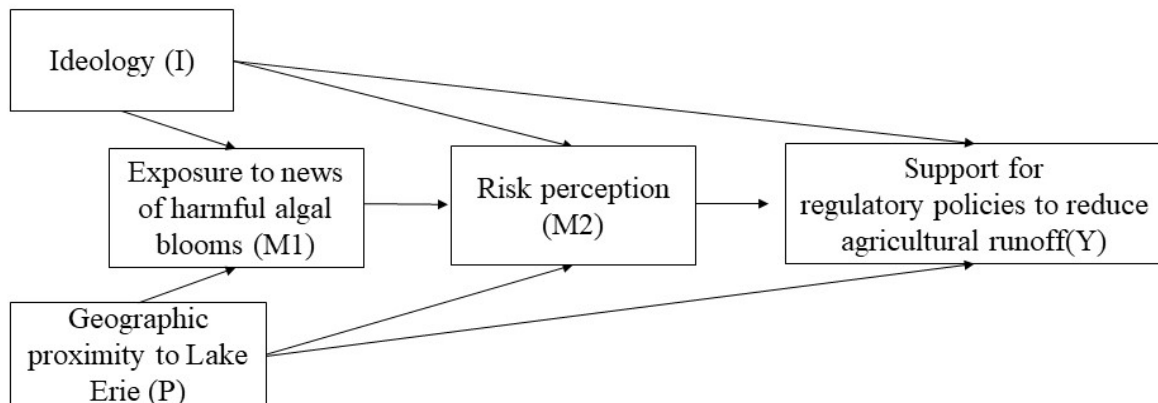 Ideology (I)
Exposure to news
of harmful algal
blooms (M1)
Risk perception
(M2)
Support for
regulatory policies to reduce
agricultural runoff(Y)
Geographic
proximity to Lake
Erie (P)